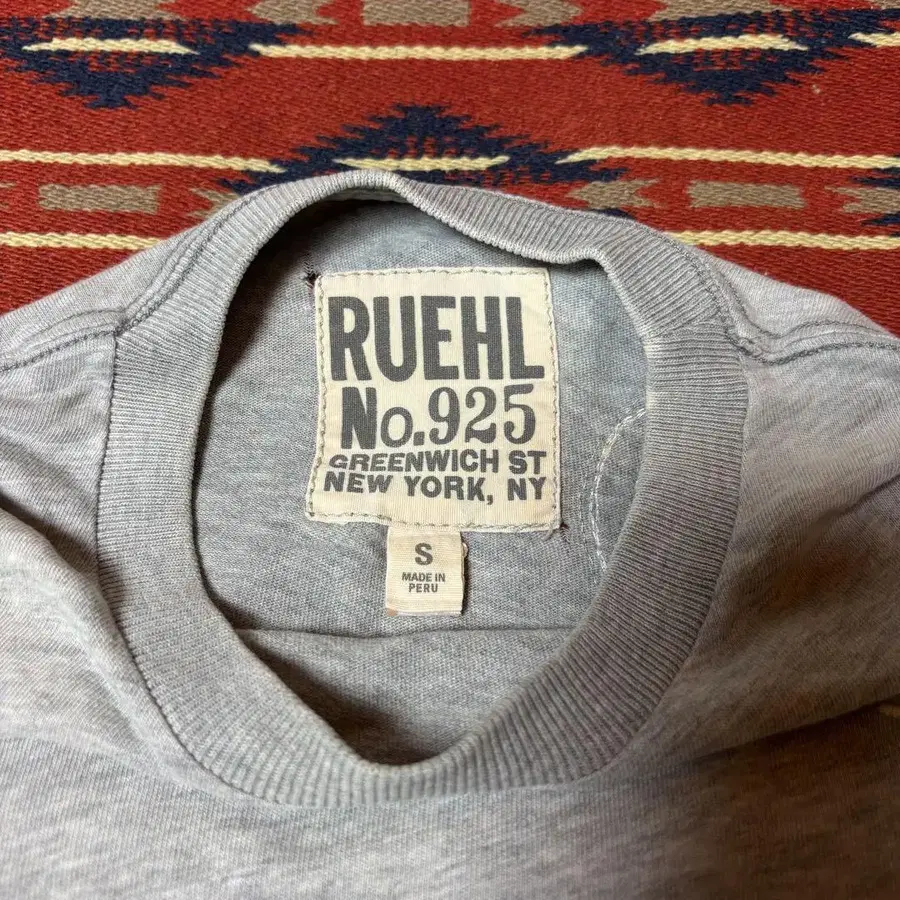 RUEHL
No.925
GREENWICH ST
NEW YORK, NY
S
MADE IN
PERU